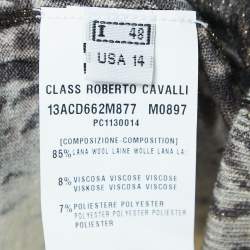 I 48
USA 14
CLASS ROBERTO CAVALLI
13ACD662M877 M0897
PC1130014
[COMPOSIZIONE-COMPOSITION]
85% LANA WOOL LAINE WOLLE LANA LA
8% VISCOSA VISCOSE VISCOSE
VISKOSE VISCOSA VISCOSE
7% POLIESTERE POLYESTER
POLYESTER POLYESTER POLIESTER
POLYESTER